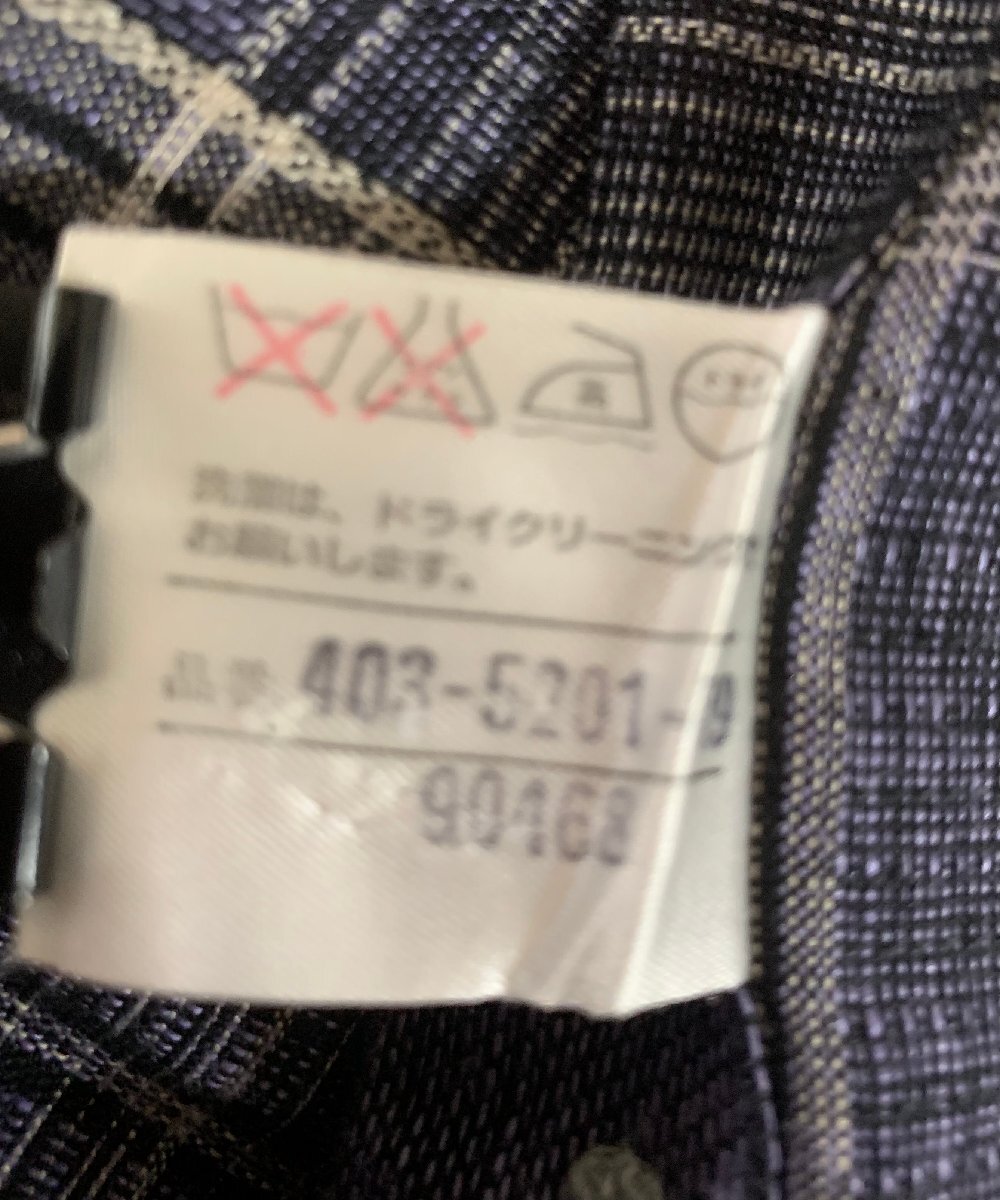 洗濯は、ドライクリーニング
お願いします。
品番 403-5201-0
90468